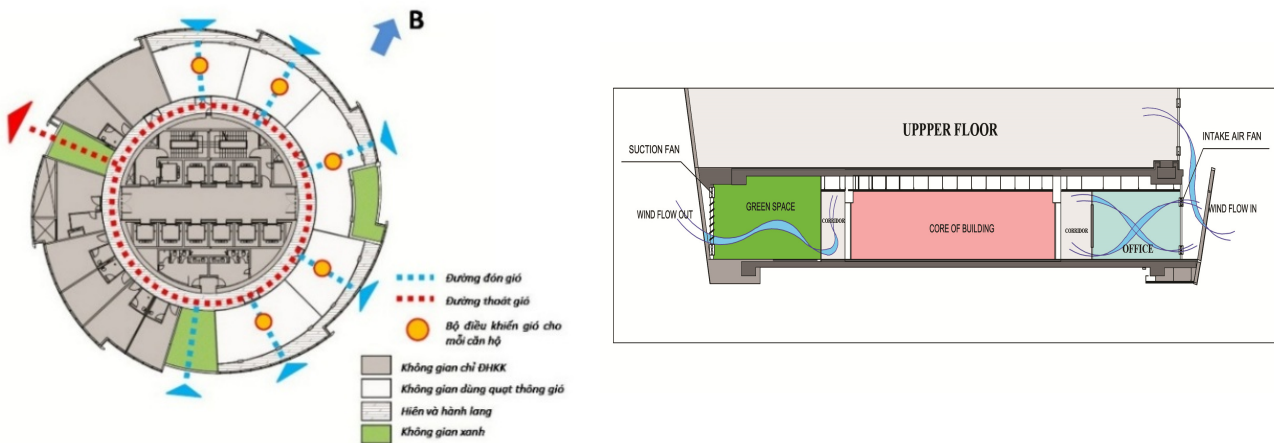 B
Đường đón gió
Đường thoát gió
Bộ điều khiển gió cho
mỗi căn hộ
Không gian chỉ ĐHKK
Không gian dùng quạt thông gió
Hiên và hành lang
Không gian xanh
UPPPER FLOOR
SUCTION FAN
INTAKE AIR FAN
GREEN SPACE
WIND FLOW OUT
CORRIDOR
CORE OF BUILDING
CORRIDOR
OFFICE
WIND FLOW IN